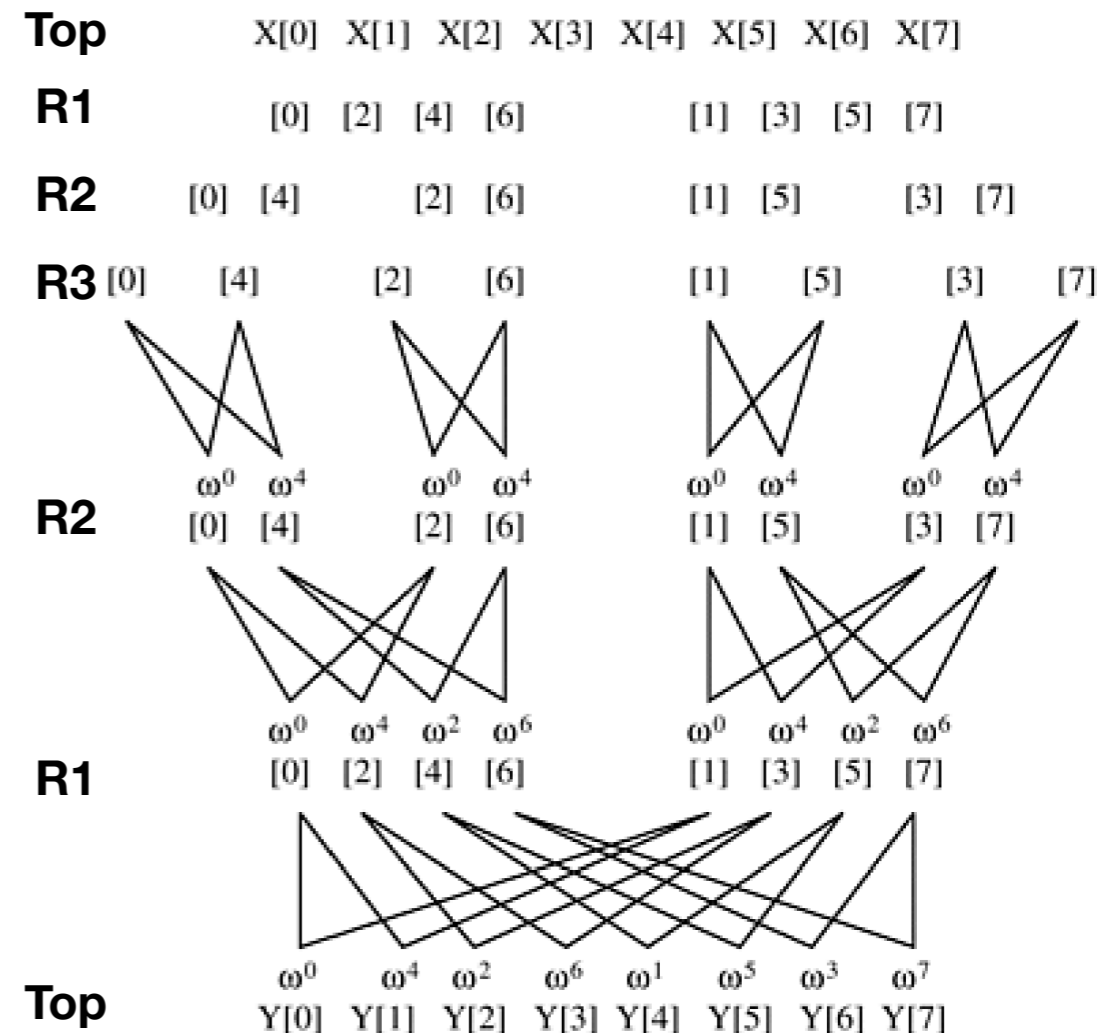 Top X[0] X[1] X[2] X[3] X[4] X[5] X[6] X[7]
R1 [0] [2] [4] [6] [1] [3] [5] [7]
R2 [0] [4] [2] [6] [1] [5] [3] [7]
R3 [0] [4] [2] [6] [1] [5] [3] [7]
ω⁰ ω⁴ ω⁰ ω⁴ ω⁰ ω⁴ ω⁰ ω⁴
R2 [0] [4] [2] [6] [1] [5] [3] [7]
ω⁰ ω⁴ ω² ω⁶ ω⁰ ω⁴ ω² ω⁶
R1 [0] [2] [4] [6] [1] [3] [5] [7]
ω⁰ ω⁴ ω² ω⁶ ω¹ ω⁵ ω³ ω⁷
Top Y[0] Y[1] Y[2] Y[3] Y[4] Y[5] Y[6] Y[7]